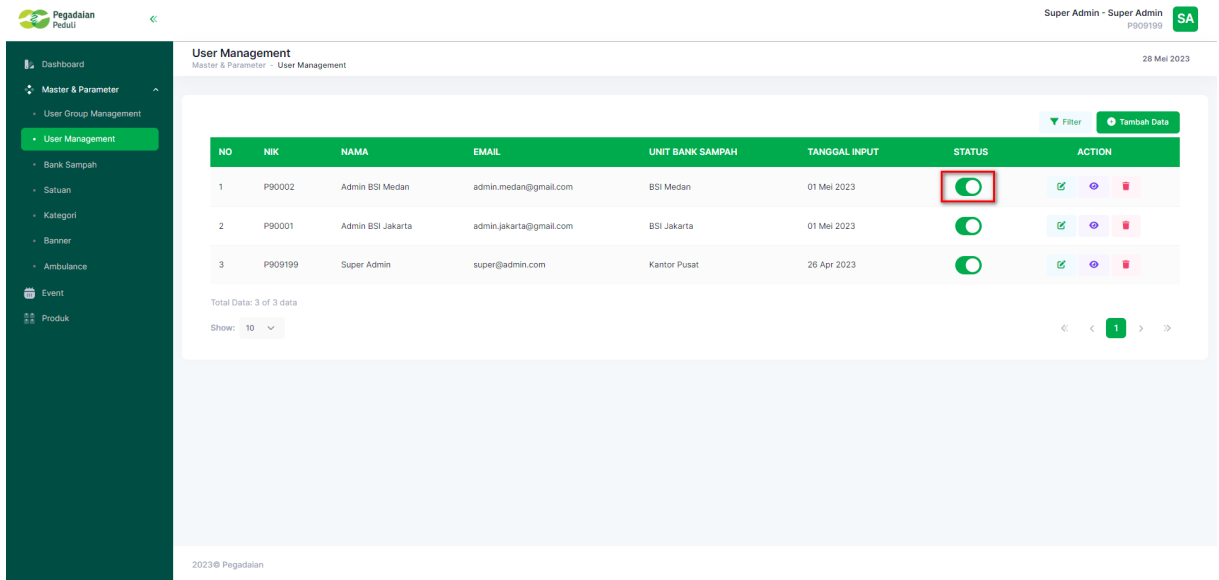 Pegadaian
Peduli
Super Admin - Super Admin
P909199
SA
Dashboard
Master & Parameter
User Group Management
User Management
Bank Sampah
Satuan
Kategori
Banner
Ambulance
Event
Produk
User Management
Master & Parameter - User Management
28 Mei 2023
Filter
Tambah Data
NO NIK NAMA EMAIL UNIT BANK SAMPAH TANGGAL INPUT STATUS ACTION
1 P90002 Admin BSI Medan admin.medan@gmail.com BSI Medan 01 Mei 2023
2 P90001 Admin BSI Jakarta admin.jakarta@gmail.com BSI Jakarta 01 Mei 2023
3 P909199 Super Admin super@admin.com Kantor Pusat 26 Apr 2023
Total Data: 3 of 3 data
Show: 10
1
2023© Pegadaian